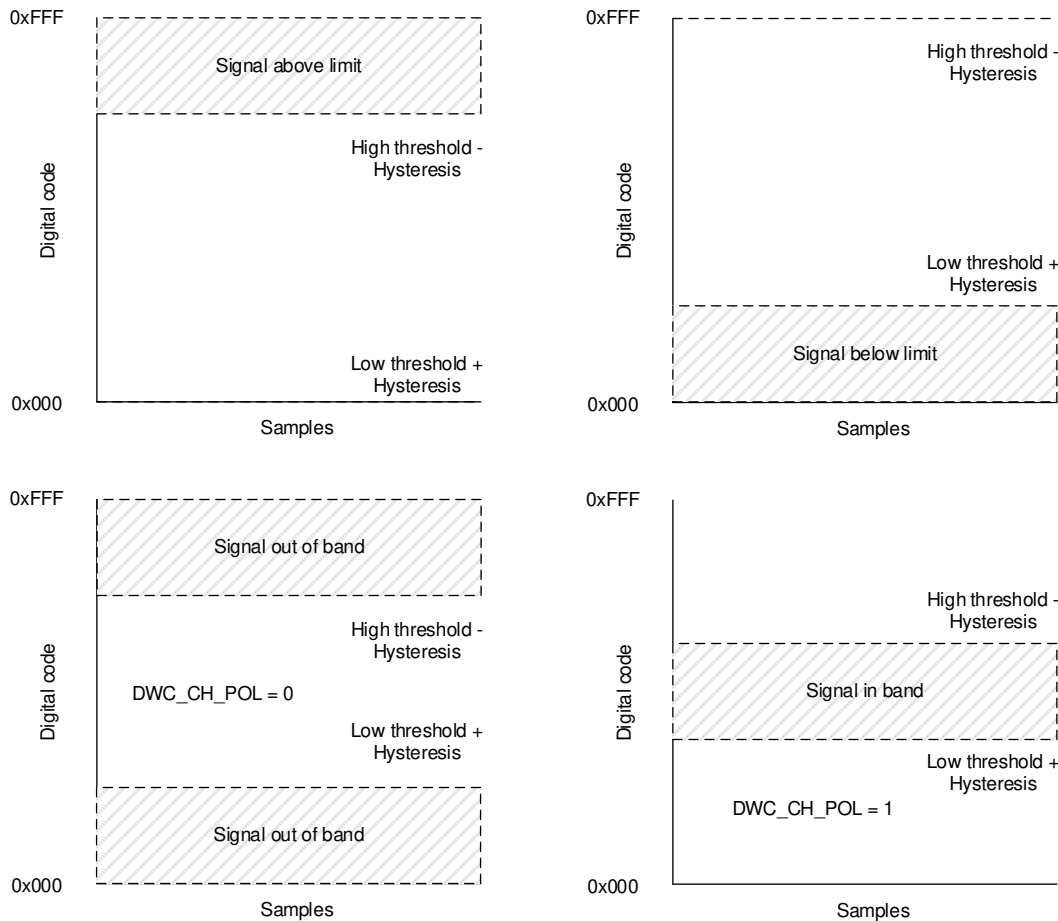 0xFFF
Signal above limit
High threshold -
Hysteresis
Digital code
Low threshold +
Hysteresis
0x000
Samples
0xFFF
High threshold -
Hysteresis
Digital code
Low threshold +
Hysteresis
Signal below limit
0x000
Samples
0xFFF
Signal out of band
High threshold -
Hysteresis
Digital code
DWC_CH_POL = 0
Low threshold +
Hysteresis
Signal out of band
0x000
Samples
0xFFF
High threshold -
Hysteresis
Digital code
Signal in band
Low threshold +
Hysteresis
DWC_CH_POL = 1
0x000
Samples